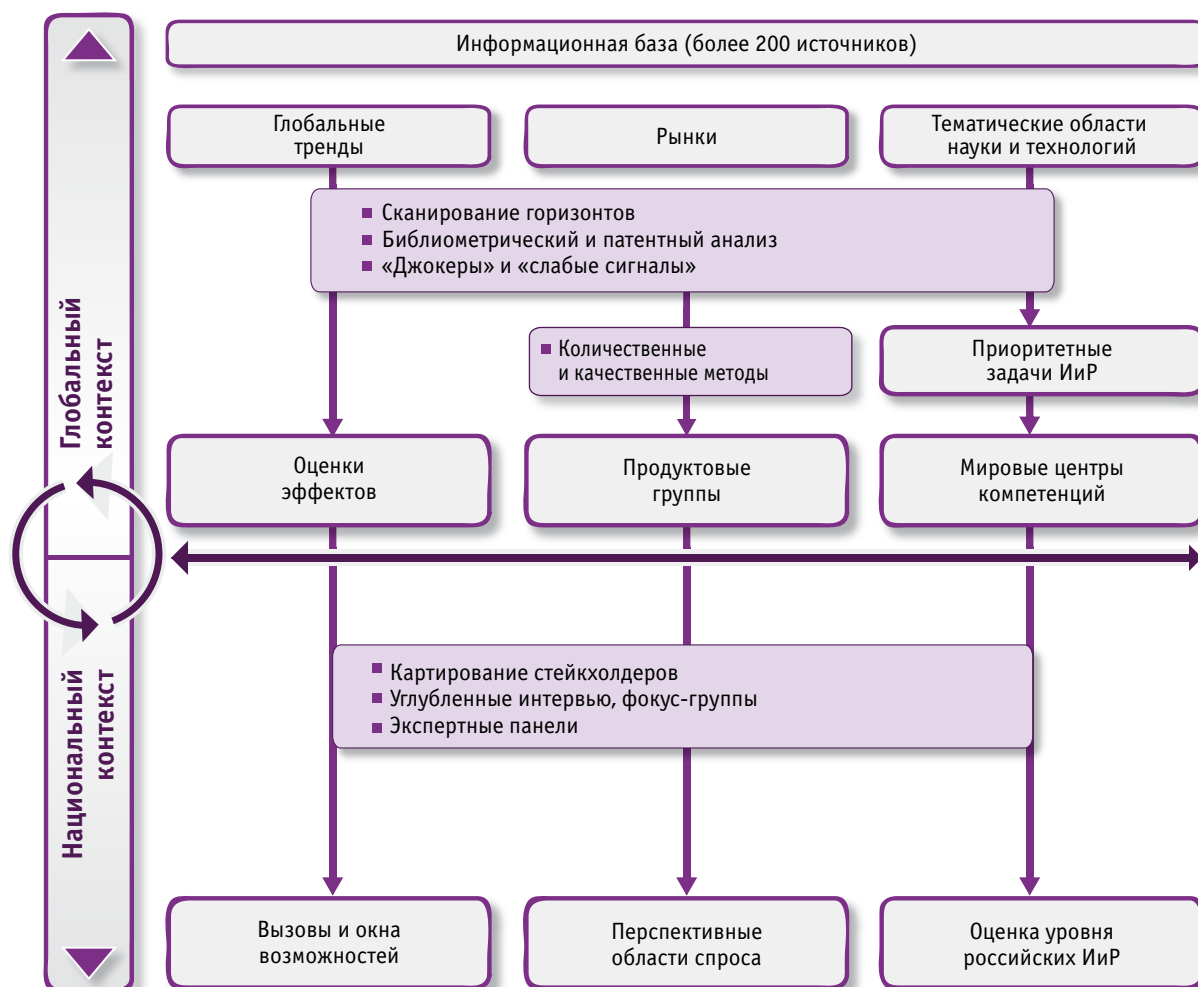 Информационная база (более 200 источников)
Глобальные
тренды
Рынки
Тематические области
науки и технологий
Сканирование горизонтов
Библиометрический и патентный анализ
«Джокеры» и «слабые сигналы»
Глобальный
контекст
Количественные
и качественные методы
Приоритетные
задачи ИиР
Оценки
эффектов
Продуктовые
группы
Мировые центры
компетенций
Национальный
контекст
Картирование стейкхолдеров
Углубленные интервью, фокус-группы
Экспертные панели
Вызовы и окна
возможностей
Перспективные
области спроса
Оценка уровня
российских ИиР